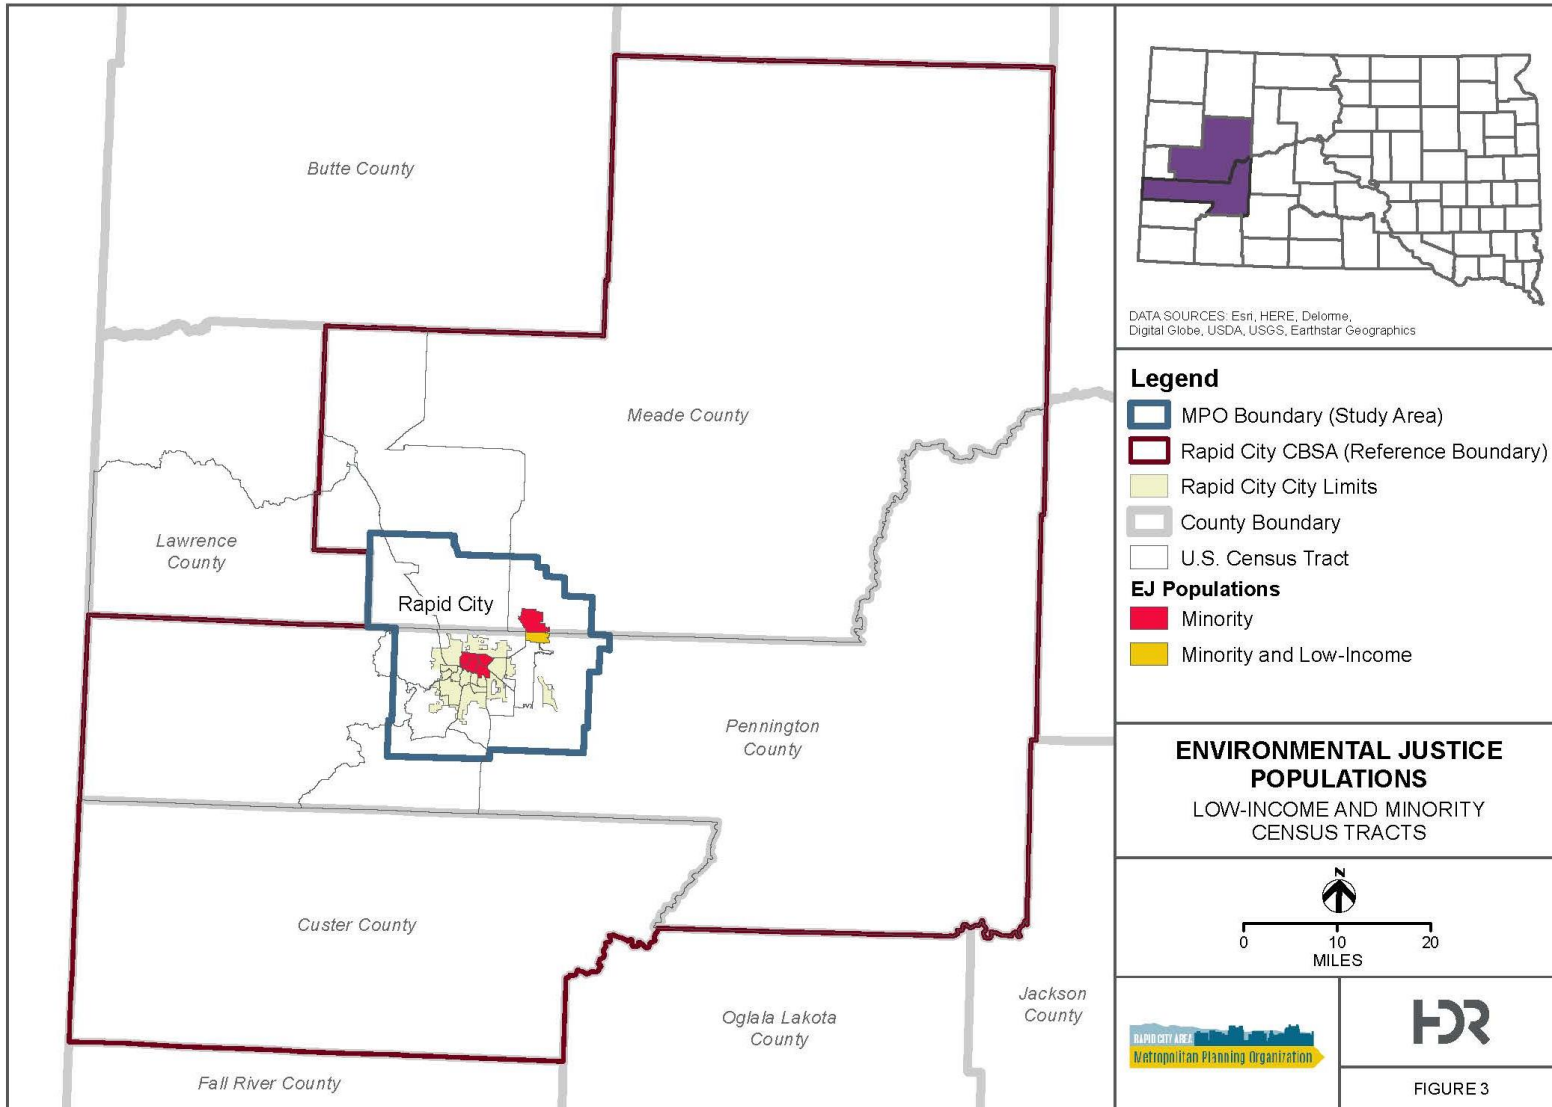 Butte County
Meade County
Lawrence
County
Rapid City
Pennington
County
Custer County
Oglala Lakota
County
Jackson
County
Fall River County
DATA SOURCES: Esri, HERE, Delorme,
Digital Globe, USDA, USGS, Earthstar Geographics
Legend
MPO Boundary (Study Area)
Rapid City CBSA (Reference Boundary)
Rapid City City Limits
County Boundary
U.S. Census Tract
EJ Populations
Minority
Minority and Low-Income
ENVIRONMENTAL JUSTICE
POPULATIONS
LOW-INCOME AND MINORITY
CENSUS TRACTS
N
0 10 20
MILES
RAPID CITY AREA
Metropolitan Planning Organization
HDR
FIGURE 3